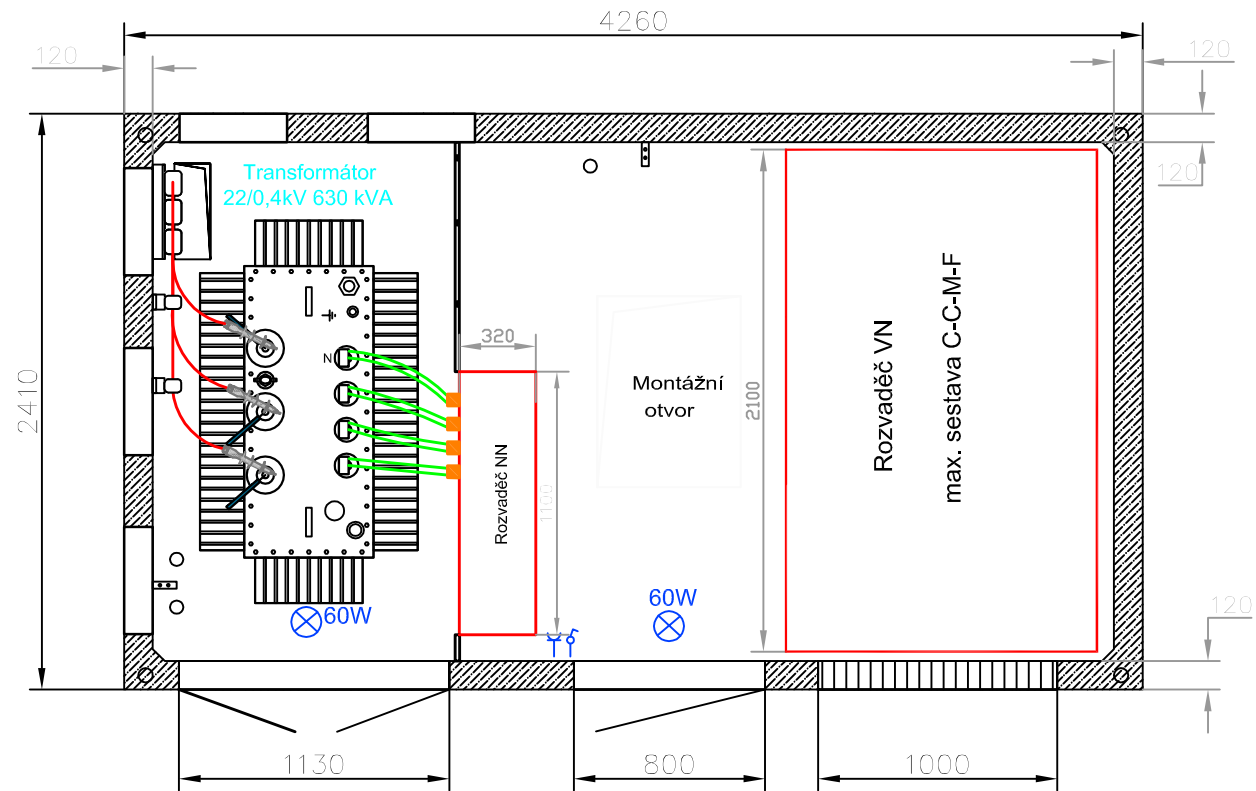 4260
120
120
Transformátor
22/0,4kV 630 kVA
120
2410
N
320
Montážní
otvor
2100
Rozvaděč VN
max. sestava C-C-M-F
Rozvaděč NN
1100
60W
60W
120
1130
800
1000